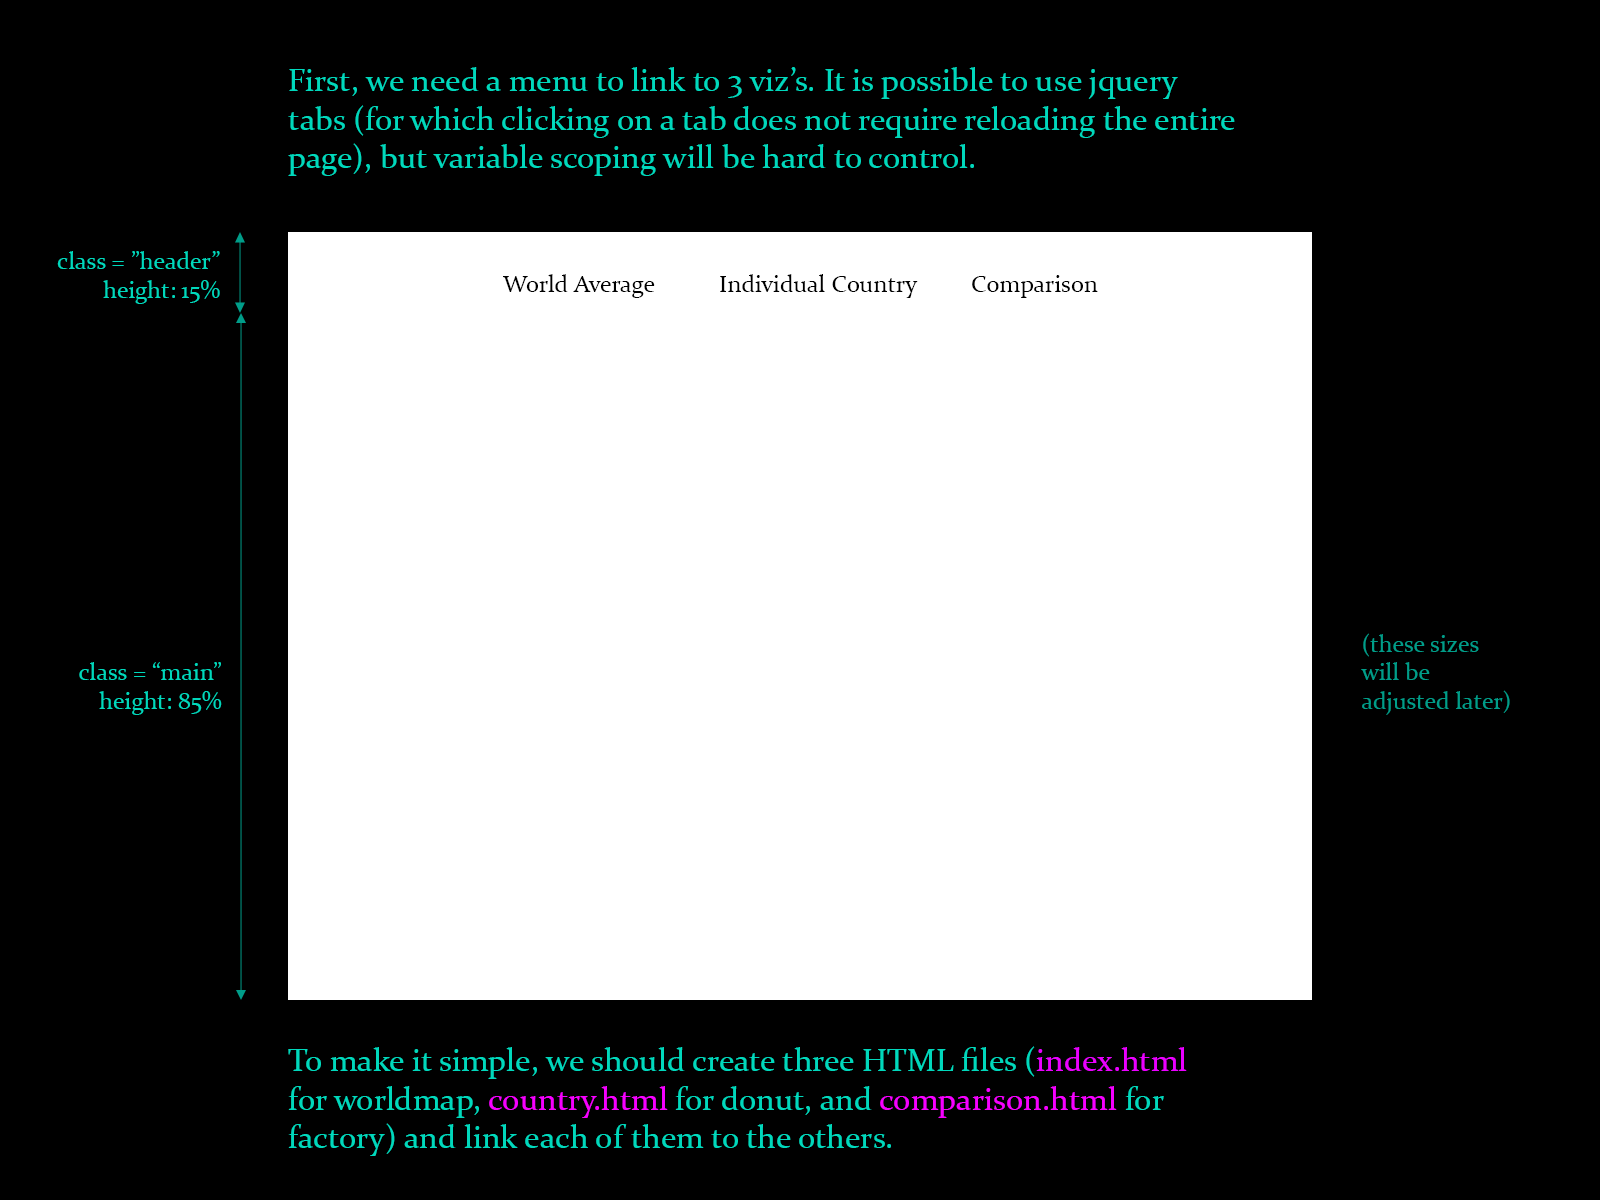 First, we need a menu to link to 3 viz’s. It is possible to use jquery
tabs (for which clicking on a tab does not require reloading the entire
page), but variable scoping will be hard to control.
class = ”header”
height: 15%
World Average Individual Country Comparison
class = “main”
height: 85%
(these sizes
will be
adjusted later)
To make it simple, we should create three HTML files (index.html
for worldmap, country.html for donut, and comparison.html for
factory) and link each of them to the others.